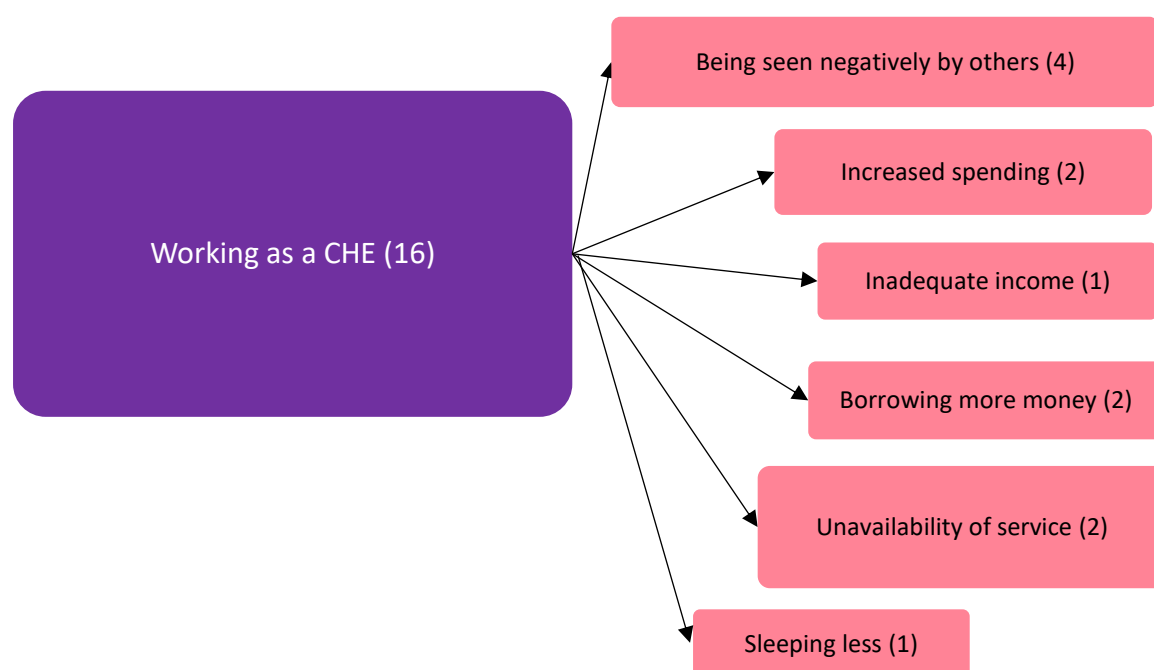 Being seen negatively by others (4)
Increased spending (2)
Working as a CHE (16)
Inadequate income (1)
Borrowing more money (2)
Unavailability of service (2)
Sleeping less (1)